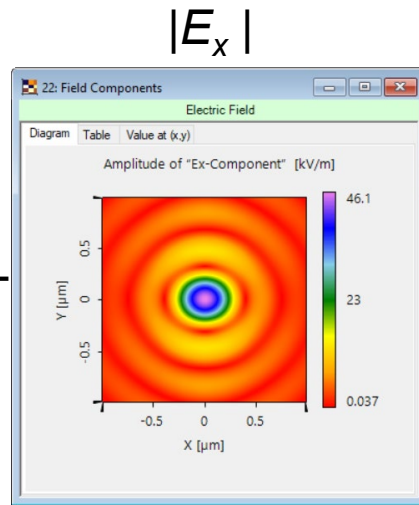 |Eₓ|
22: Field Components
Electric Field
Diagram Table Value at (x,y)
Amplitude of "Ex-Component" [kV/m]
46.1
23
0.037
0.5
0
-0.5
Y [µm]
-0.5 0 0.5
X [µm]